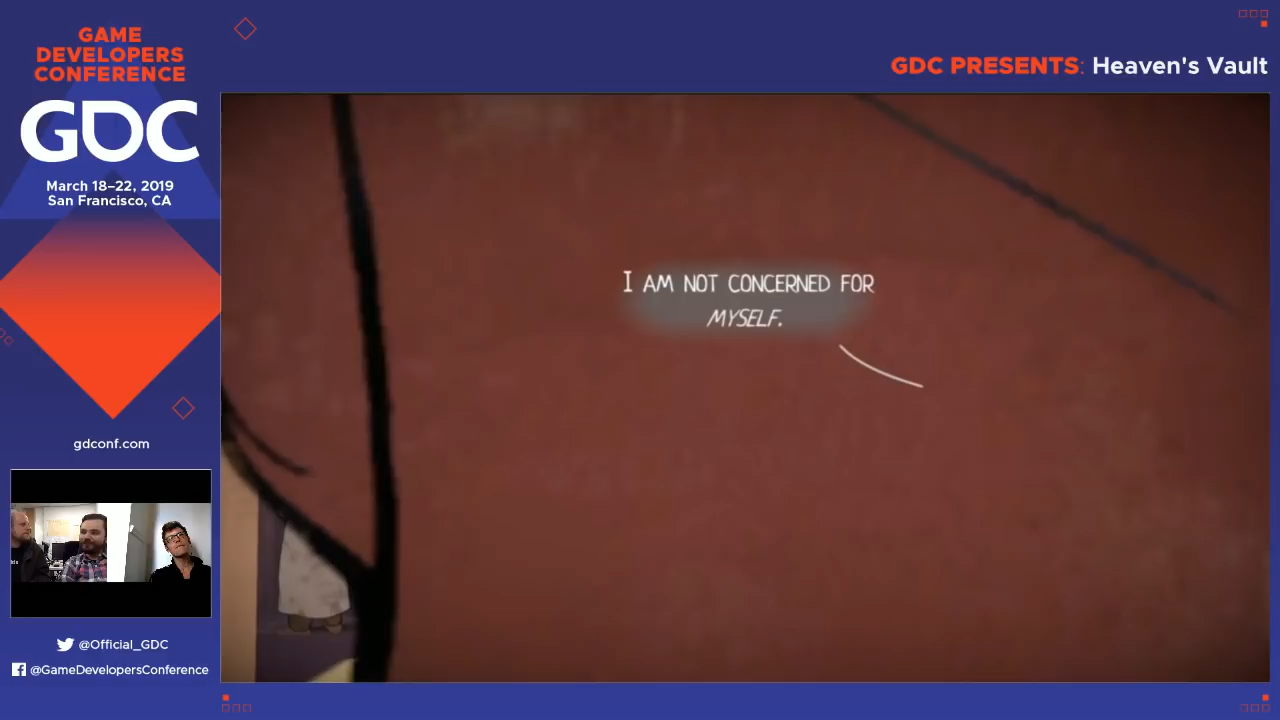 GAME
DEVELOPERS
CONFERENCE
GDC
March 18–22, 2019
San Francisco, CA
gdconf.com
@Official_GDC
@GameDevelopersConference
GDC PRESENTS: Heaven's Vault
I AM NOT CONCERNED FOR
MYSELF.